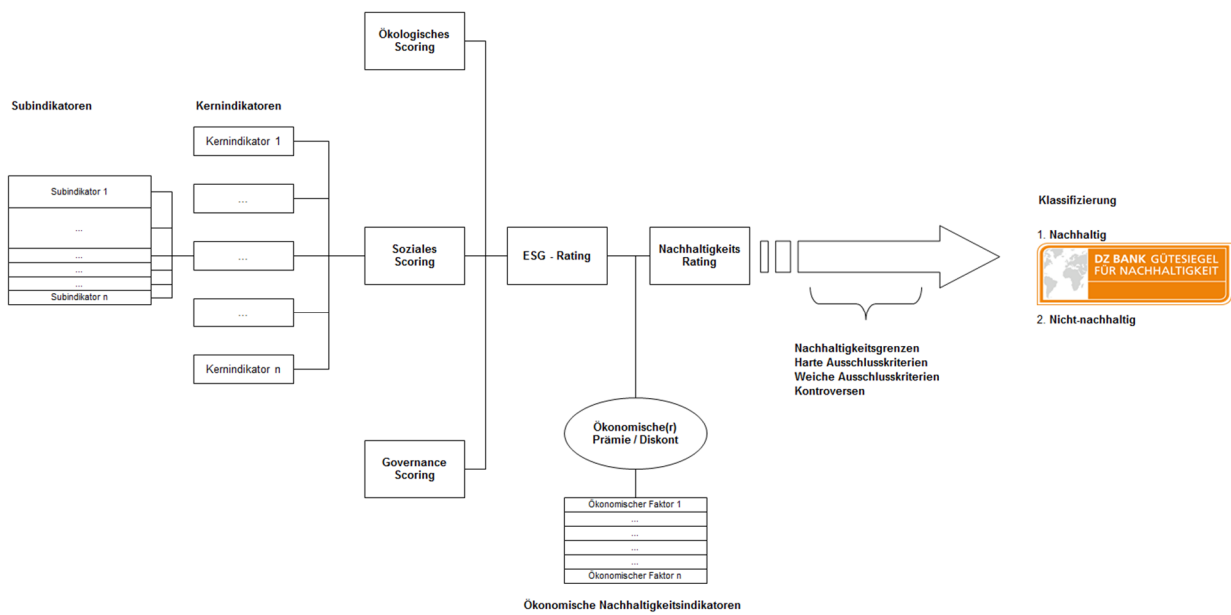 Ökologisches
Scoring
Subindikatoren
Kernindikatoren
Kernindikator 1
Subindikator 1
...
...
...
...
Subindikator n
...
...
...
Kernindikator n
Soziales
Scoring
Governance
Scoring
ESG - Rating
Nachhaltigkeits
Rating
Ökonomische(r)
Prämie / Diskont
Ökonomischer Faktor 1
...
...
...
...
Ökonomischer Faktor n
Ökonomische Nachhaltigkeitsindikatoren
Nachhaltigkeitsgrenzen
Harte Ausschlusskriterien
Weiche Ausschlusskriterien
Kontroversen
Klassifizierung
1. Nachhaltig
DZ BANK GÜTESIEGEL
FÜR NACHHALTIGKEIT
2. Nicht-nachhaltig